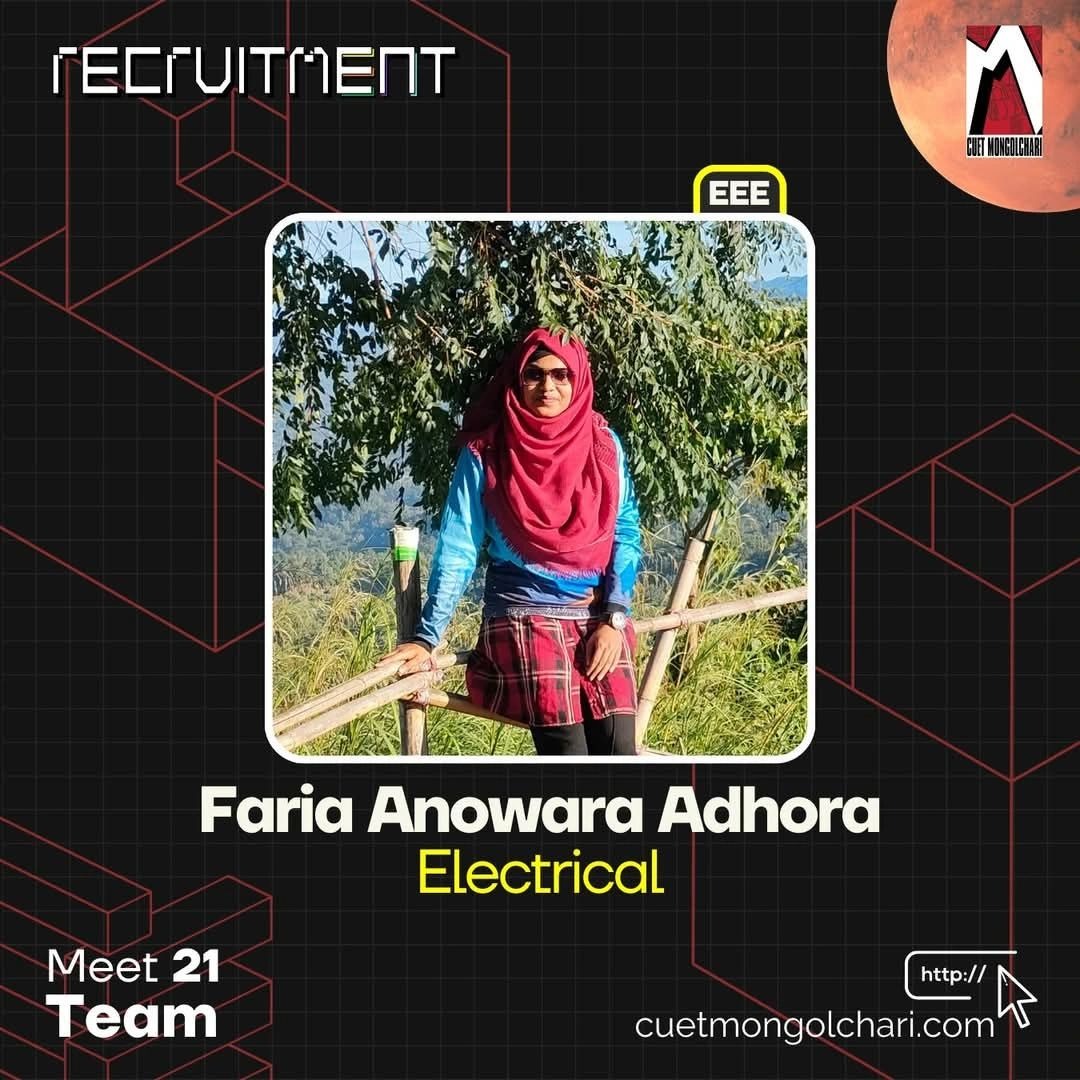 recruitment
CUET MONGOLCHARI
EEE
Faria Anowara Adhora
Electrical
Meet 21
Team
http://
cuetmongolchari.com